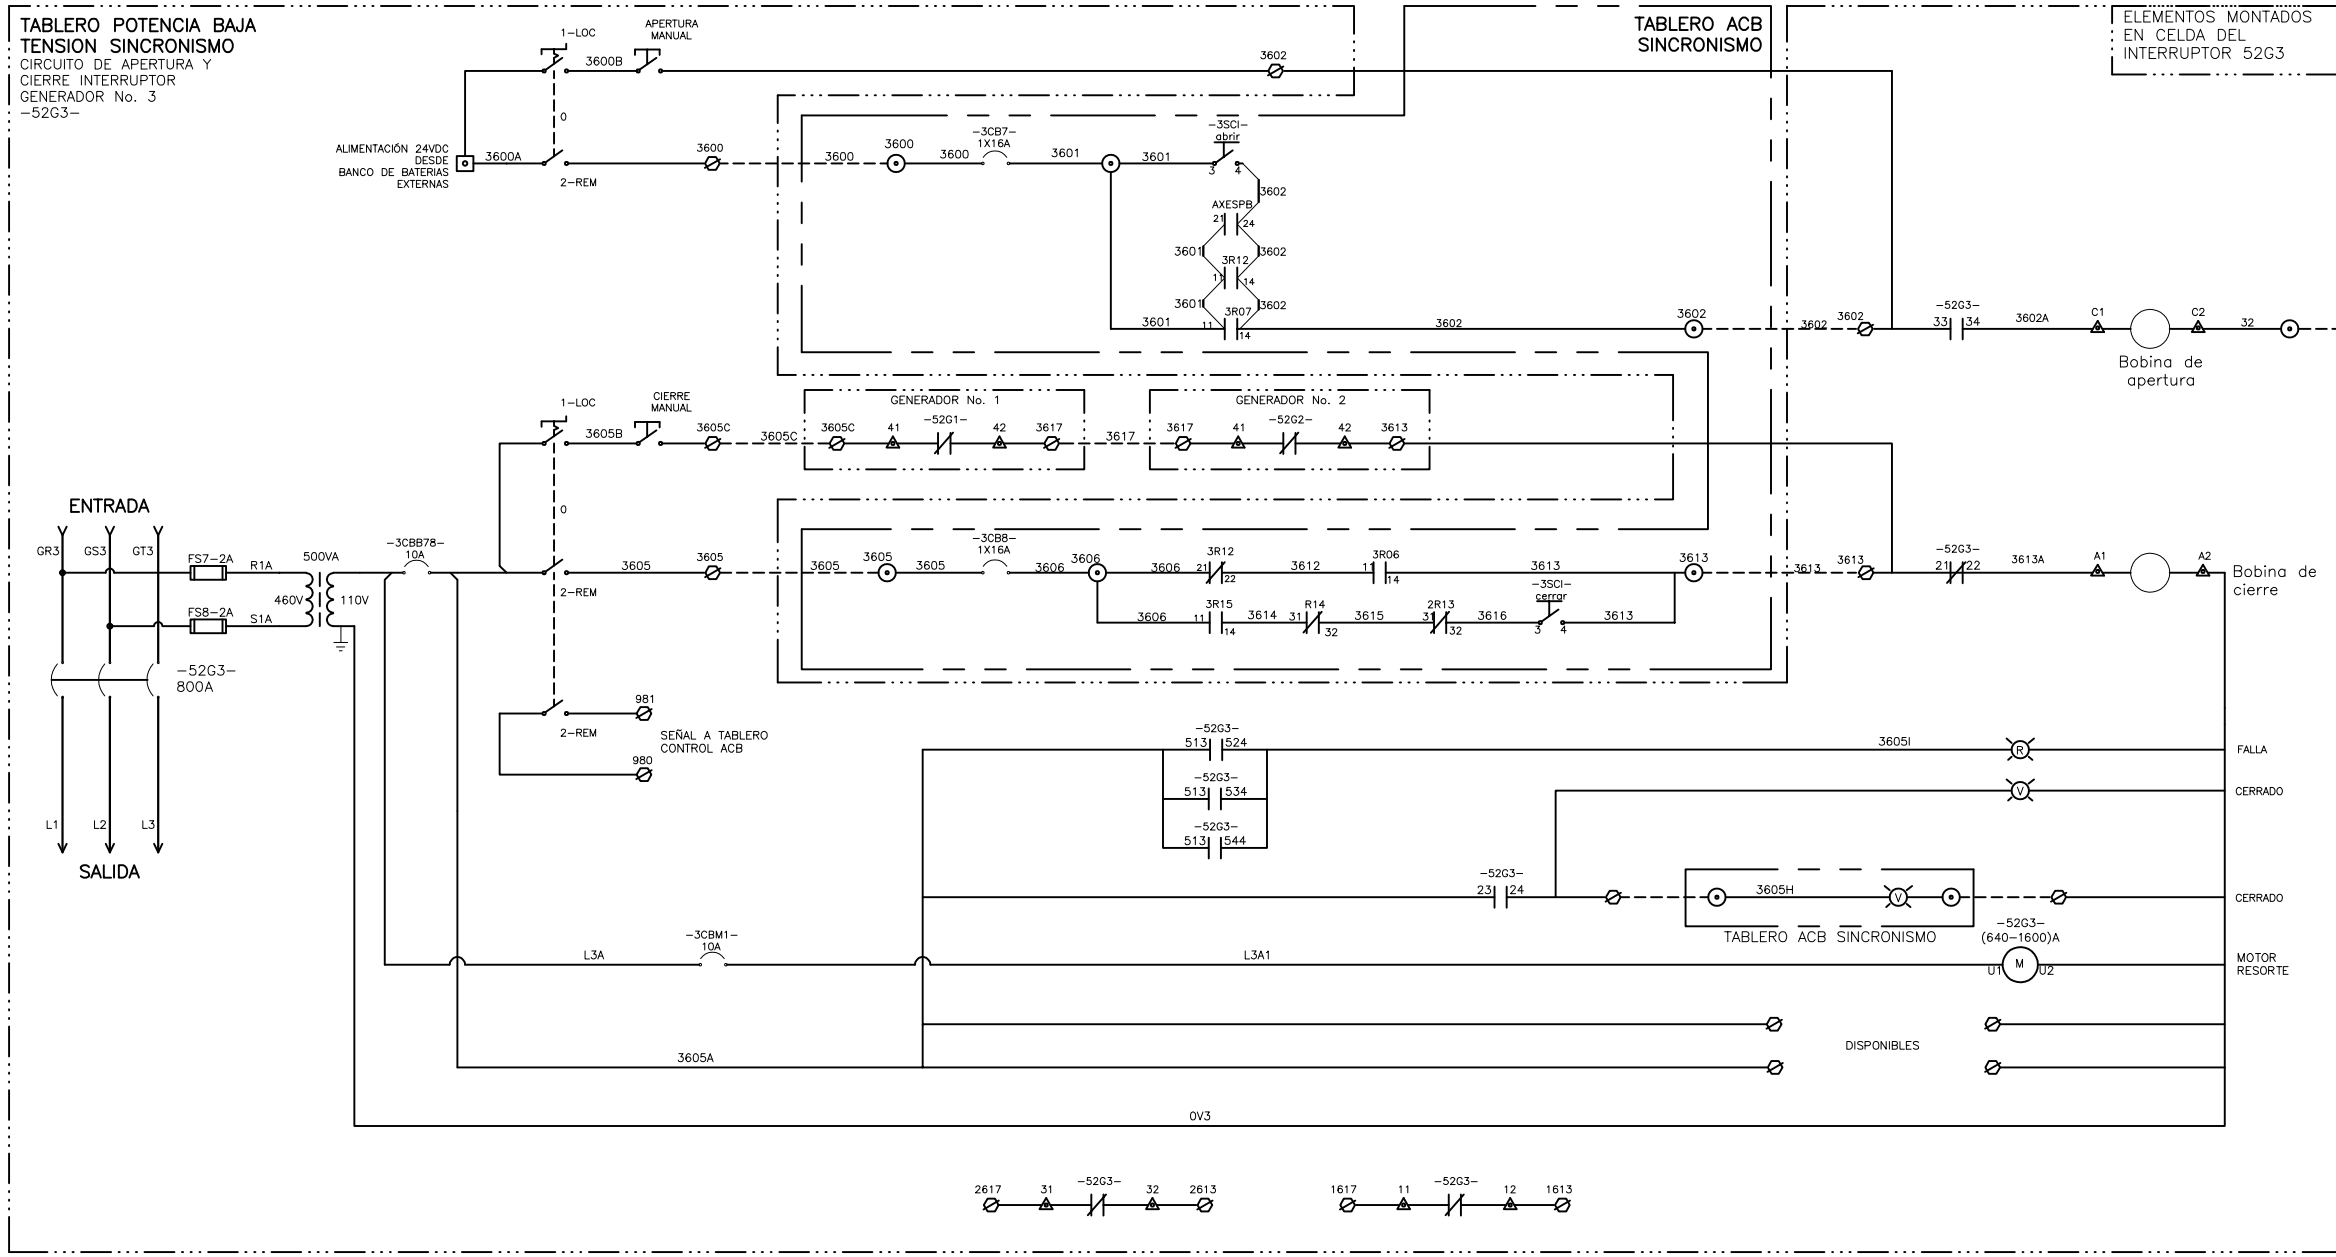 TABLERO POTENCIA BAJA
TENSION SINCRONISMO
CIRCUITO DE APERTURA Y
CIERRE INTERRUPTOR
GENERADOR No. 3
-52G3-
1-LOC
APERTURA
MANUAL
3600B
3602
TABLERO ACB
SINCRONISMO
ELEMENTOS MONTADOS
EN CELDA DEL
INTERRUPTOR 52G3
0
ALIMENTACIÓN 24VDC
DESDE
BANCO DE BATERIAS
EXTERNAS
3600A
2-REM
3600
3600
3600
3600
-3CB7-
1X16A
3601
3601
-3SCI-
abrir
3 4
3602
AXESPB
21 24
3601 3602
3R12
11 14
3601 3602
3R07
3601 11 14
3602
3602
3602
3602
-52G3-
33 34
3602A
C1
C2
32
Bobina de
apertura
1-LOC
CIERRE
MANUAL
3605B
3605C
3605C
3605C
GENERADOR No. 1
41
-52G1-
42
3617
3617
GENERADOR No. 2
3617
41
-52G2-
42
3613
0
ENTRADA
GR3
GS3
GT3
FS7-2A
R1A
500VA
460V
110V
FS8-2A
S1A
-3CBB78-
10A
2-REM
3605
3605
3605
3605
3605
-3CB8-
1X16A
3606
3606
3606
3R12
21 22
3612
3R06
11 14
3613
-3SCI-
cerrar
3613
3613
3613
-52G3-
21 22
3613A
A1
A2
Bobina de
cierre
3606
3R15
11 14
3614
R14
31 32
3615
2R13
31 32
3616
3 4
3613
-52G3-
800A
981
2-REM
SEÑAL A TABLERO
CONTROL ACB
980
-52G3-
513 524
3605I
R
FALLA
-52G3-
513 534
V
CERRADO
-52G3-
513 544
L1
L2
L3
SALIDA
-52G3-
23 24
3605H
V
CERRADO
TABLERO ACB SINCRONISMO
-52G3-
(640-1600)A
L3A
-3CBM1-
10A
L3A1
U1
M
U2
MOTOR
RESORTE
DISPONIBLES
3605A
0V3
2617
31
-52G3-
32
2613
1617
11
-52G3-
12
1613